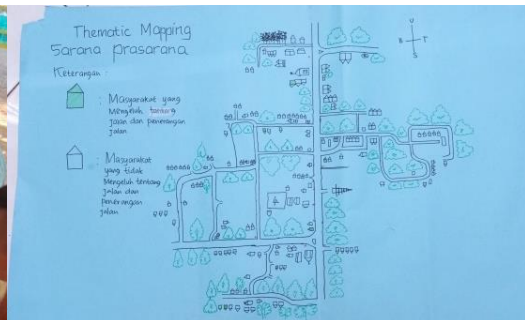 Thematic Mapping
Sarana prasarana
Keterangan :
: Masyarakat yang
Mengeluh tentang
jalan dan penerangan
jalan
: Masyarakat
yang tidak
Mengeluh tentang
jalan dan
penerangan
jalan
U
B T
S